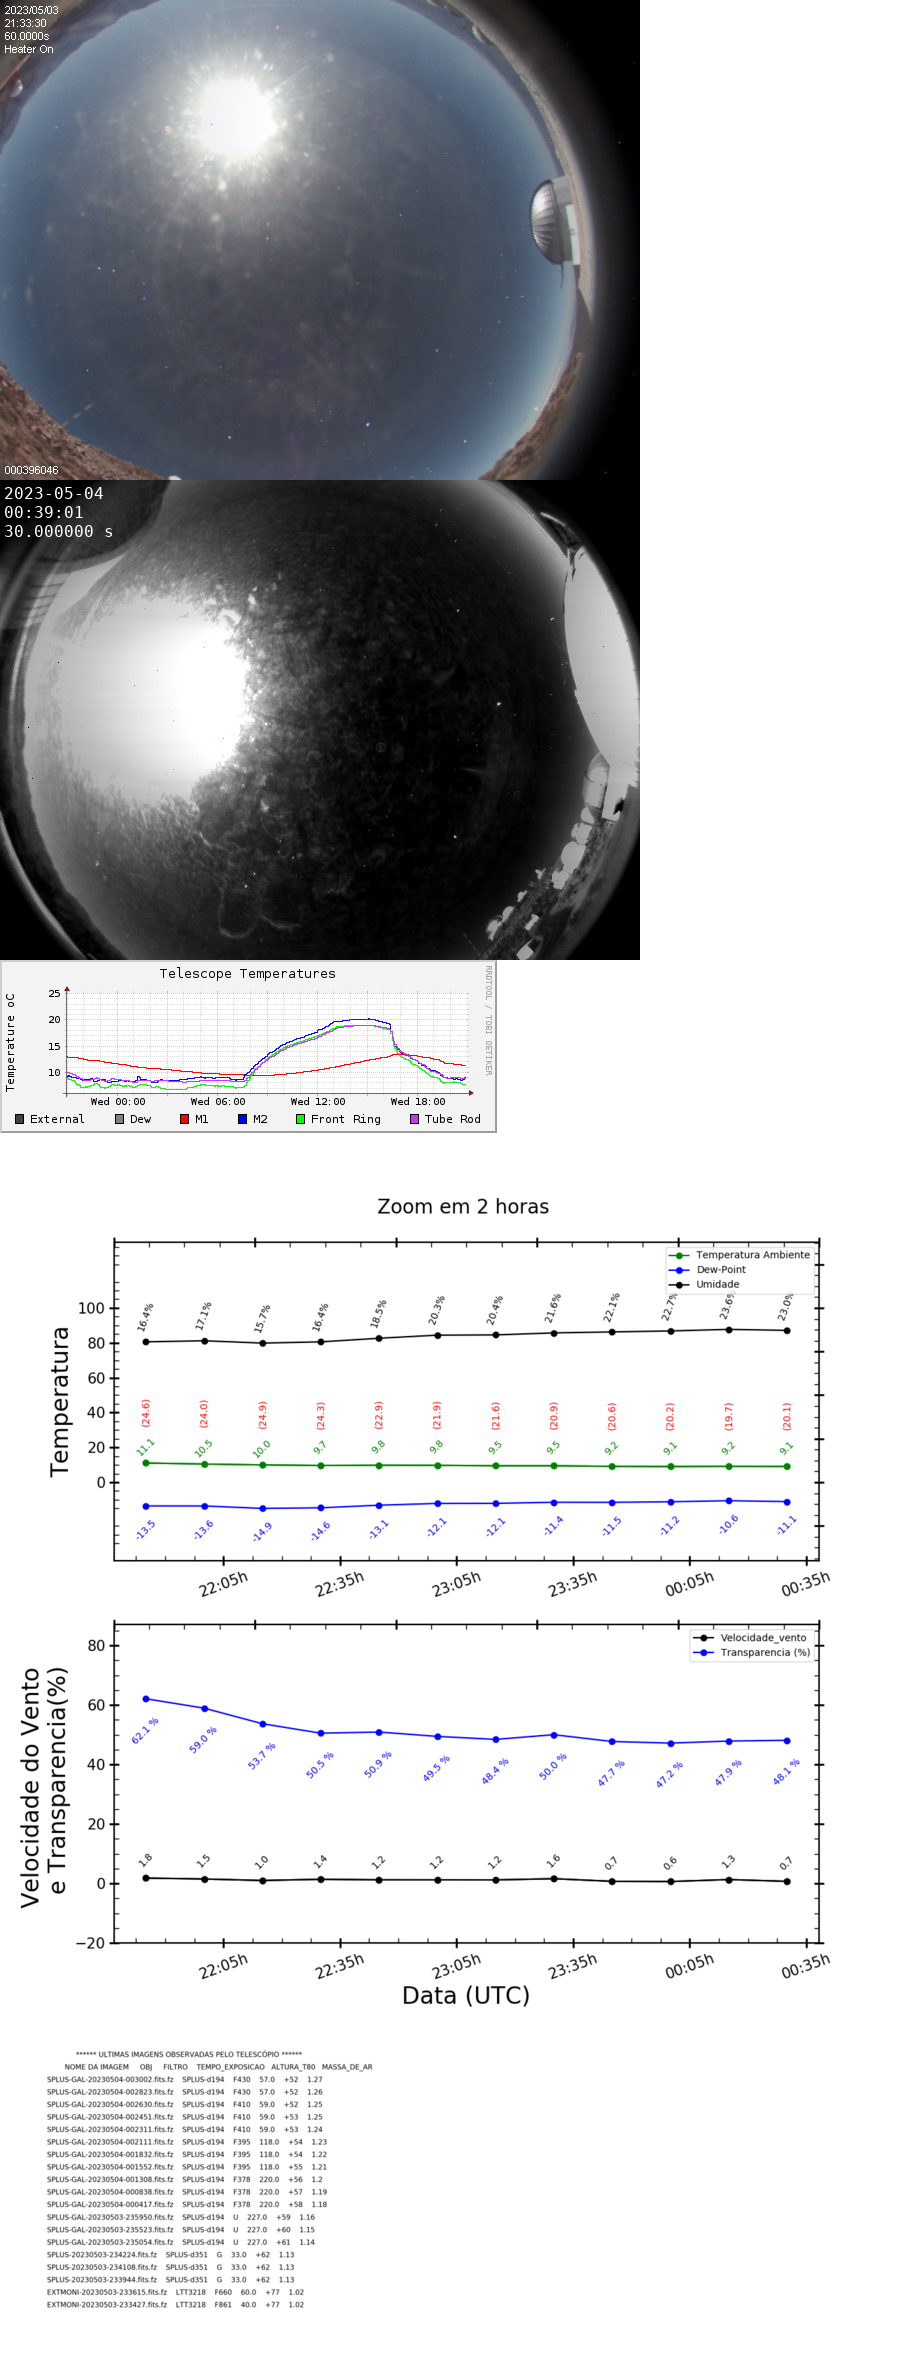 2023/05/03
21:33:30
60.0000s
Heater On
000396046
2023-05-04
00:39:01
30.000000 s
Telescope Temperatures
RRDTOOL / TOBI OETIKER
Temperature oC
25
20
15
10
Wed 00:00 Wed 06:00 Wed 12:00 Wed 18:00
External Dew M1 M2 Front Ring Tube Rod
Zoom em 2 horas
Temperatura Ambiente
Dew-Point
Umidade
Temperatura
100
80
60
40
20
0
16.4% 17.1% 15.7% 16.4% 18.5% 20.3% 20.4% 21.6% 22.1% 22.7% 23.6% 23.0%
(24.6) (24.0) (24.9) (24.3) (22.9) (21.9) (21.6) (20.9) (20.6) (20.2) (19.7) (20.1)
11.1 10.5 10.0 9.7 9.8 9.8 9.5 9.5 9.2 9.1 9.2 9.1
-13.5 -13.6 -14.9 -14.6 -13.1 -12.1 -12.1 -11.4 -11.5 -11.2 -10.6 -11.1
22:05h 22:35h 23:05h 23:35h 00:05h 00:35h
Velocidade_vento
Transparencia (%)
Velocidade do Vento
e Transparencia(%)
80
60
40
20
0
−20
62.1 % 59.0 % 53.7 % 50.5 % 50.9 % 49.5 % 48.4 % 50.0 % 47.7 % 47.2 % 47.9 % 48.1 %
1.8 1.5 1.0 1.4 1.2 1.2 1.2 1.6 0.7 0.6 1.3 0.7
22:05h 22:35h 23:05h 23:35h 00:05h 00:35h
Data (UTC)
****** ULTIMAS IMAGENS OBSERVADAS PELO TELESCÓPIO ******
NOME DA IMAGEM OBJ FILTRO TEMPO_EXPOSICAO ALTURA_T80 MASSA_DE_AR
SPLUS-GAL-20230504-003002.fits.fz SPLUS-d194 F430 57.0 +52 1.27
SPLUS-GAL-20230504-002823.fits.fz SPLUS-d194 F430 57.0 +52 1.26
SPLUS-GAL-20230504-002630.fits.fz SPLUS-d194 F410 59.0 +52 1.25
SPLUS-GAL-20230504-002451.fits.fz SPLUS-d194 F410 59.0 +53 1.25
SPLUS-GAL-20230504-002311.fits.fz SPLUS-d194 F410 59.0 +53 1.24
SPLUS-GAL-20230504-002111.fits.fz SPLUS-d194 F395 118.0 +54 1.23
SPLUS-GAL-20230504-001832.fits.fz SPLUS-d194 F395 118.0 +54 1.22
SPLUS-GAL-20230504-001552.fits.fz SPLUS-d194 F395 118.0 +55 1.21
SPLUS-GAL-20230504-001308.fits.fz SPLUS-d194 F378 220.0 +56 1.2
SPLUS-GAL-20230504-000838.fits.fz SPLUS-d194 F378 220.0 +57 1.19
SPLUS-GAL-20230504-000417.fits.fz SPLUS-d194 F378 220.0 +58 1.18
SPLUS-GAL-20230503-235950.fits.fz SPLUS-d194 U 227.0 +59 1.16
SPLUS-GAL-20230503-235523.fits.fz SPLUS-d194 U 227.0 +60 1.15
SPLUS-GAL-20230503-235054.fits.fz SPLUS-d194 U 227.0 +61 1.14
SPLUS-20230503-234224.fits.fz SPLUS-d351 G 33.0 +62 1.13
SPLUS-20230503-234108.fits.fz SPLUS-d351 G 33.0 +62 1.13
SPLUS-20230503-233944.fits.fz SPLUS-d351 G 33.0 +62 1.13
EXTMONI-20230503-233615.fits.fz LTT3218 F660 60.0 +77 1.02
EXTMONI-20230503-233427.fits.fz LTT3218 F861 40.0 +77 1.02